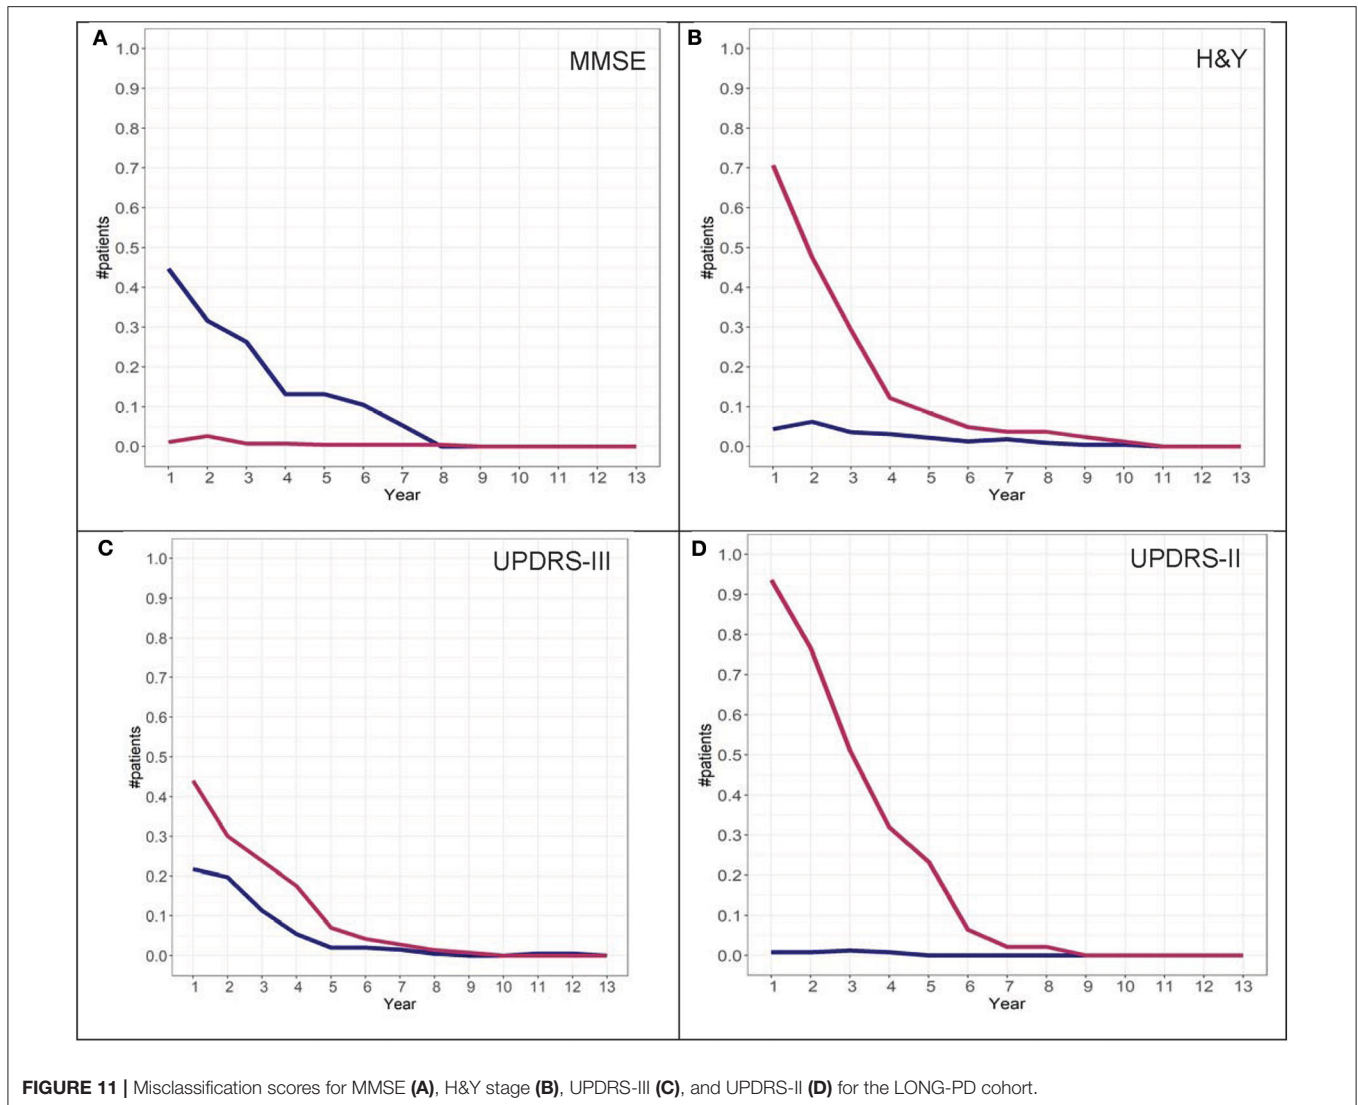 A
MMSE
1.0
0.9
0.8
0.7
0.6
0.5
0.4
0.3
0.2
0.1
0.0
#patients
1 2 3 4 5 6 7 8 9 10 11 12 13
Year
B
H&Y
1.0
0.9
0.8
0.7
0.6
0.5
0.4
0.3
0.2
0.1
0.0
#patients
1 2 3 4 5 6 7 8 9 10 11 12 13
Year
C
UPDRS-III
1.0
0.9
0.8
0.7
0.6
0.5
0.4
0.3
0.2
0.1
0.0
#patients
1 2 3 4 5 6 7 8 9 10 11 12 13
Year
D
UPDRS-II
1.0
0.9
0.8
0.7
0.6
0.5
0.4
0.3
0.2
0.1
0.0
#patients
1 2 3 4 5 6 7 8 9 10 11 12 13
Year
FIGURE 11 | Misclassification scores for MMSE (A), H&Y stage (B), UPDRS-III (C), and UPDRS-II (D) for the LONG-PD cohort.